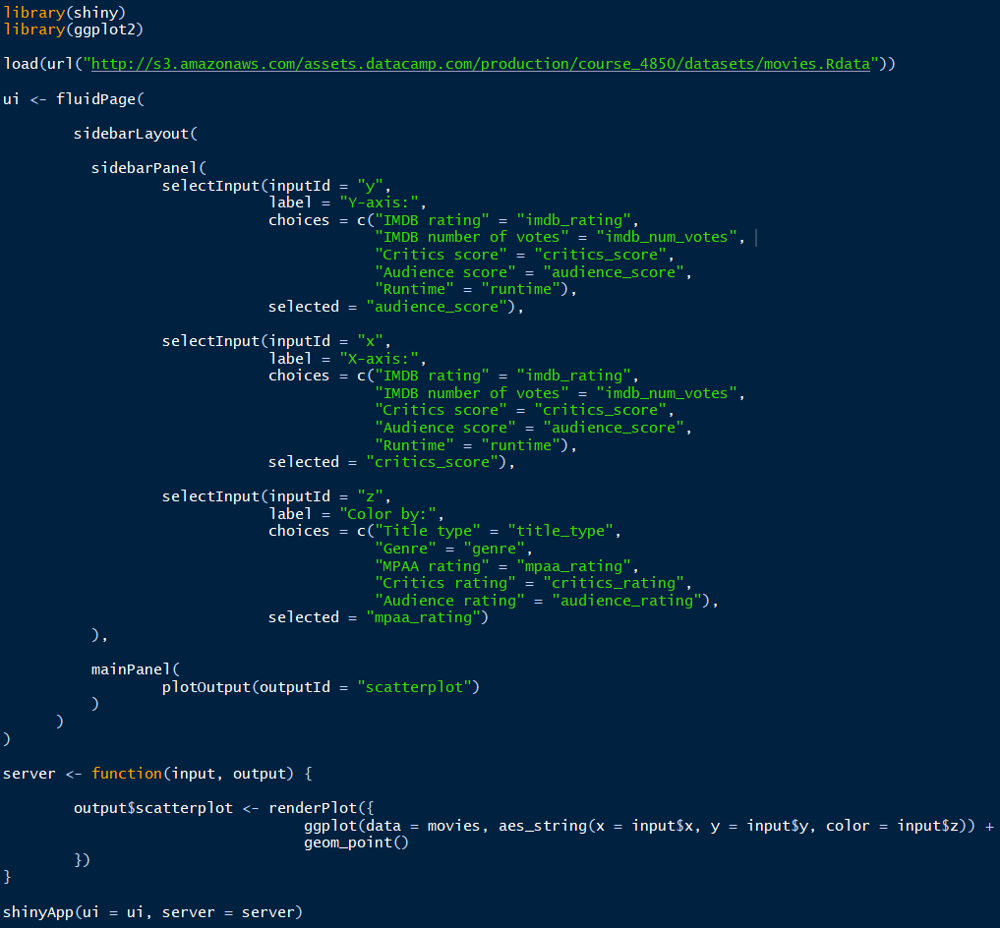 library(shiny)
library(ggplot2)

load(url("http://s3.amazonaws.com/assets.datacamp.com/production/course_4850/datasets/movies.Rdata"))

ui <- fluidPage(

        sidebarLayout(

          sidebarPanel(
                  selectInput(inputId = "y",
                              label = "Y-axis:",
                              choices = c("IMDB rating" = "imdb_rating",
                                          "IMDB number of votes" = "imdb_num_votes",
                                          "Critics score" = "critics_score",
                                          "Audience score" = "audience_score",
                                          "Runtime" = "runtime"),
                              selected = "audience_score"),

                  selectInput(inputId = "x",
                              label = "X-axis:",
                              choices = c("IMDB rating" = "imdb_rating",
                                          "IMDB number of votes" = "imdb_num_votes",
                                          "Critics score" = "critics_score",
                                          "Audience score" = "audience_score",
                                          "Runtime" = "runtime"),
                              selected = "critics_score"),

                  selectInput(inputId = "z",
                              label = "Color by:",
                              choices = c("Title type" = "title_type",
                                          "Genre" = "genre",
                                          "MPAA rating" = "mpaa_rating",
                                          "Critics rating" = "critics_rating",
                                          "Audience rating" = "audience_rating"),
                              selected = "mpaa_rating")
          ),

          mainPanel(
                  plotOutput(outputId = "scatterplot")
          )
      )
)

server <- function(input, output) {

        output$scatterplot <- renderPlot({
                                  ggplot(data = movies, aes_string(x = input$x, y = input$y, color = input$z)) +
                                  geom_point()
        })
}

shinyApp(ui = ui, server = server)